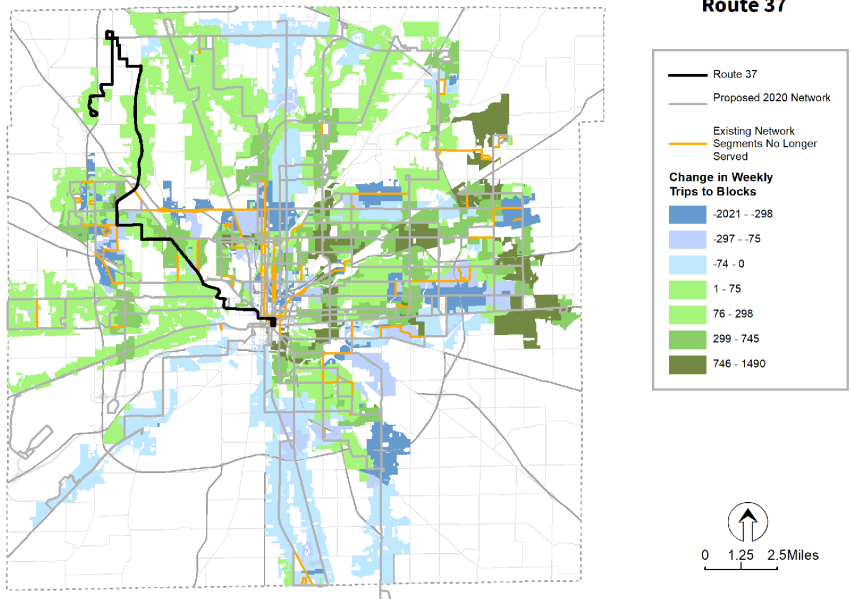 Route 37
Route 37
Proposed 2020 Network
Existing Network
Segments No Longer
Served
Change in Weekly
Trips to Blocks
-2021 - -298
-297 - -75
-74 - 0
1 - 75
76 - 298
299 - 745
746 - 1490
0 1.25 2.5Miles